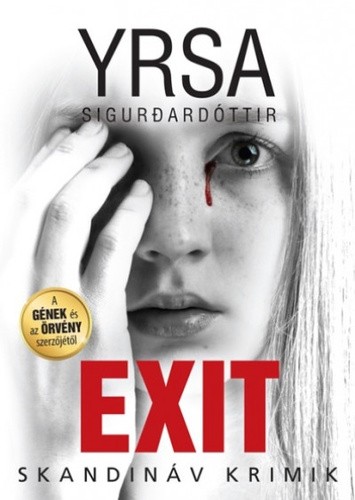 YRSA
SIGURÐARDÓTTIR
A
GÉNEK és
az ÖRVÉNY
szerzőjétől
EXIT
SKANDINÁV KRIMIK